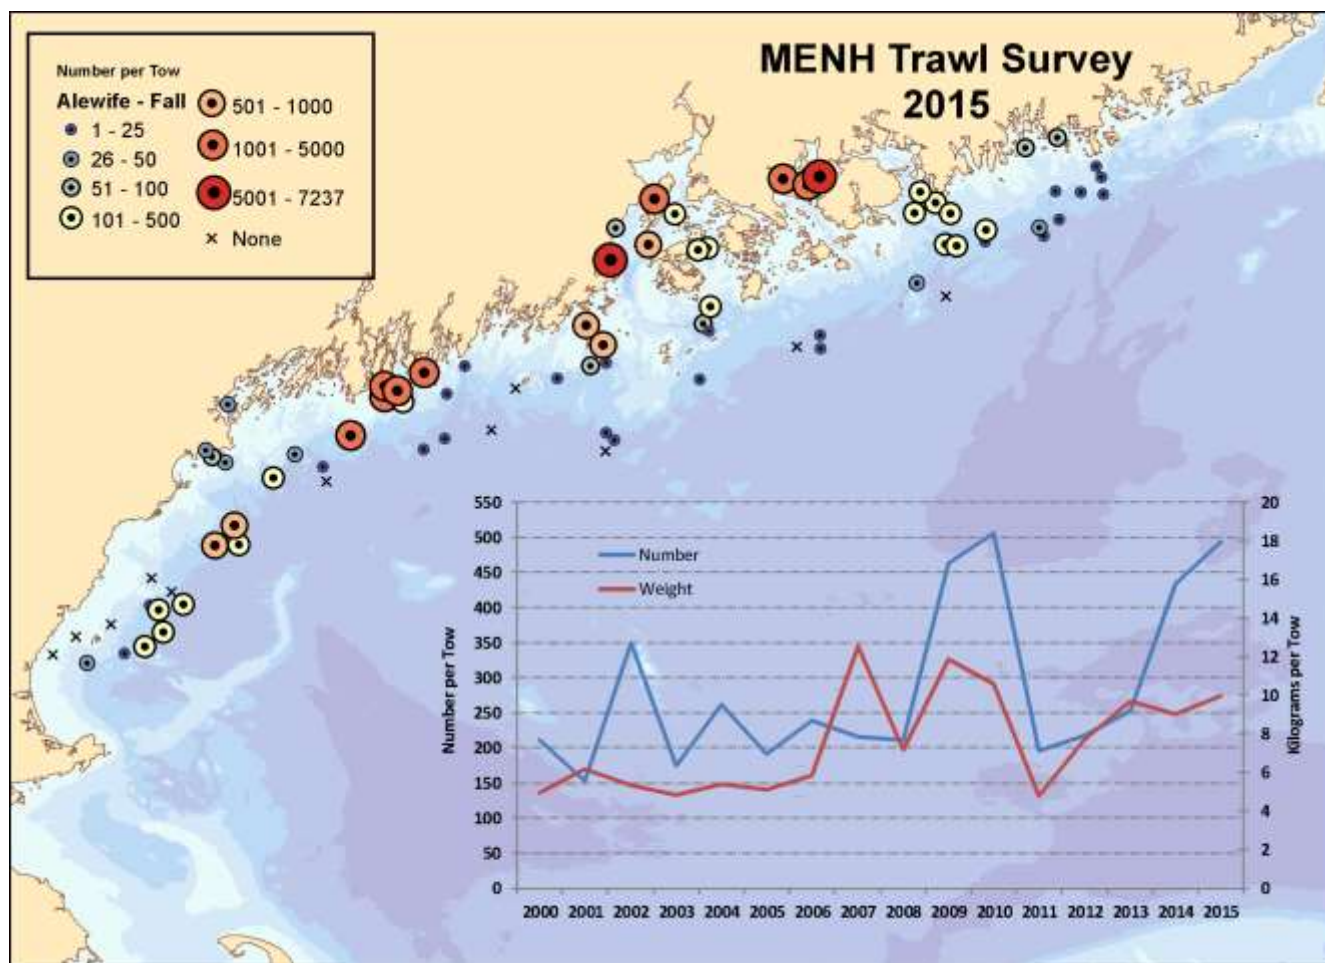 MENH Trawl Survey
2015
Number per Tow
Alewife - Fall
1 - 25
26 - 50
51 - 100
101 - 500
501 - 1000
1001 - 5000
5001 - 7237
× None
Number
Weight
Number per Tow
550
500
450
400
350
300
250
200
150
100
50
0
Kilograms per Tow
20
18
16
14
12
10
8
6
4
2
0
2000 2001 2002 2003 2004 2005 2006 2007 2008 2009 2010 2011 2012 2013 2014 2015